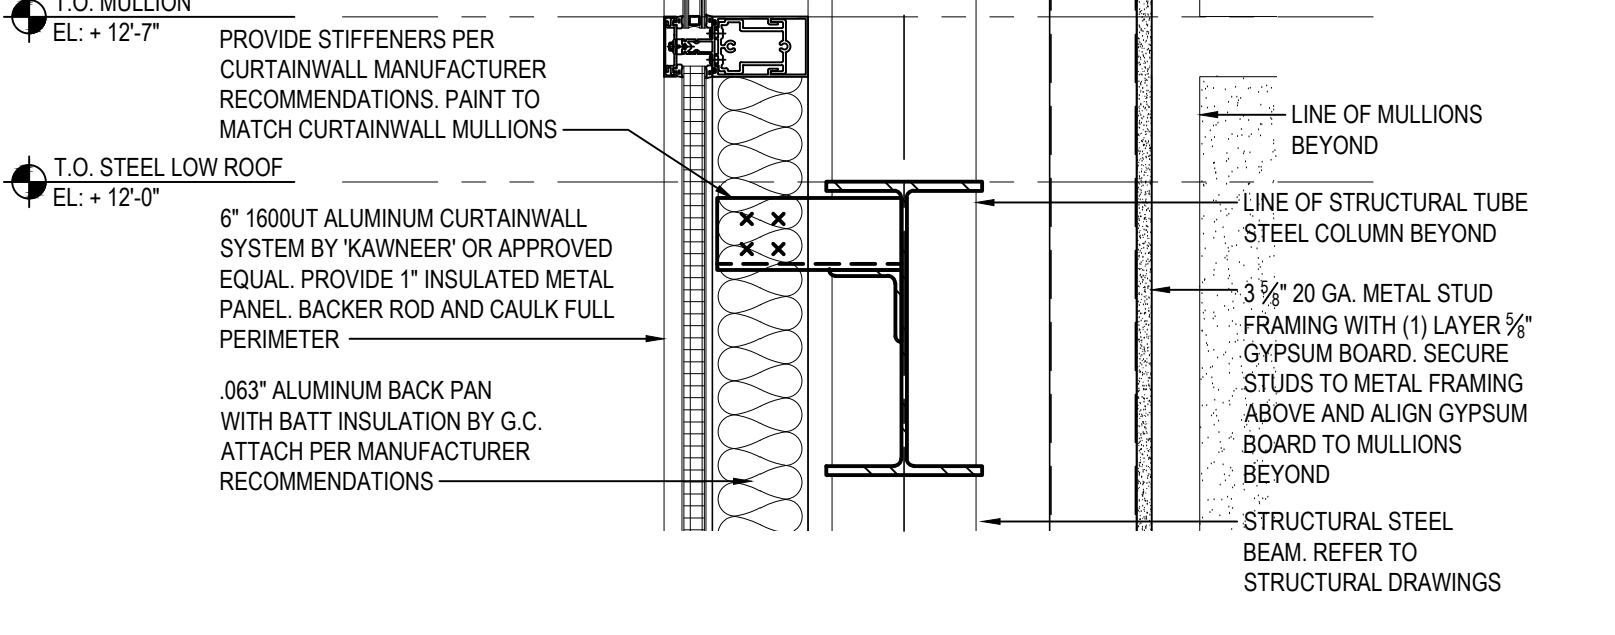 T.O. MULLION
EL: + 12'-7"
PROVIDE STIFFENERS PER
CURTAINWALL MANUFACTURER
RECOMMENDATIONS. PAINT TO
MATCH CURTAINWALL MULLIONS
T.O. STEEL LOW ROOF
EL: + 12'-0"
6" 1600UT ALUMINUM CURTAINWALL
SYSTEM BY 'KAWNEER' OR APPROVED
EQUAL. PROVIDE 1" INSULATED METAL
PANEL. BACKER ROD AND CAULK FULL
PERIMETER
.063" ALUMINUM BACK PAN
WITH BATT INSULATION BY G.C.
ATTACH PER MANUFACTURER
RECOMMENDATIONS
LINE OF MULLIONS
BEYOND
LINE OF STRUCTURAL TUBE
STEEL COLUMN BEYOND
3 5/8" 20 GA. METAL STUD
FRAMING WITH (1) LAYER 5/8"
GYPSUM BOARD. SECURE
STUDS TO METAL FRAMING
ABOVE AND ALIGN GYPSUM
BOARD TO MULLIONS
BEYOND
STRUCTURAL STEEL
BEAM. REFER TO
STRUCTURAL DRAWINGS